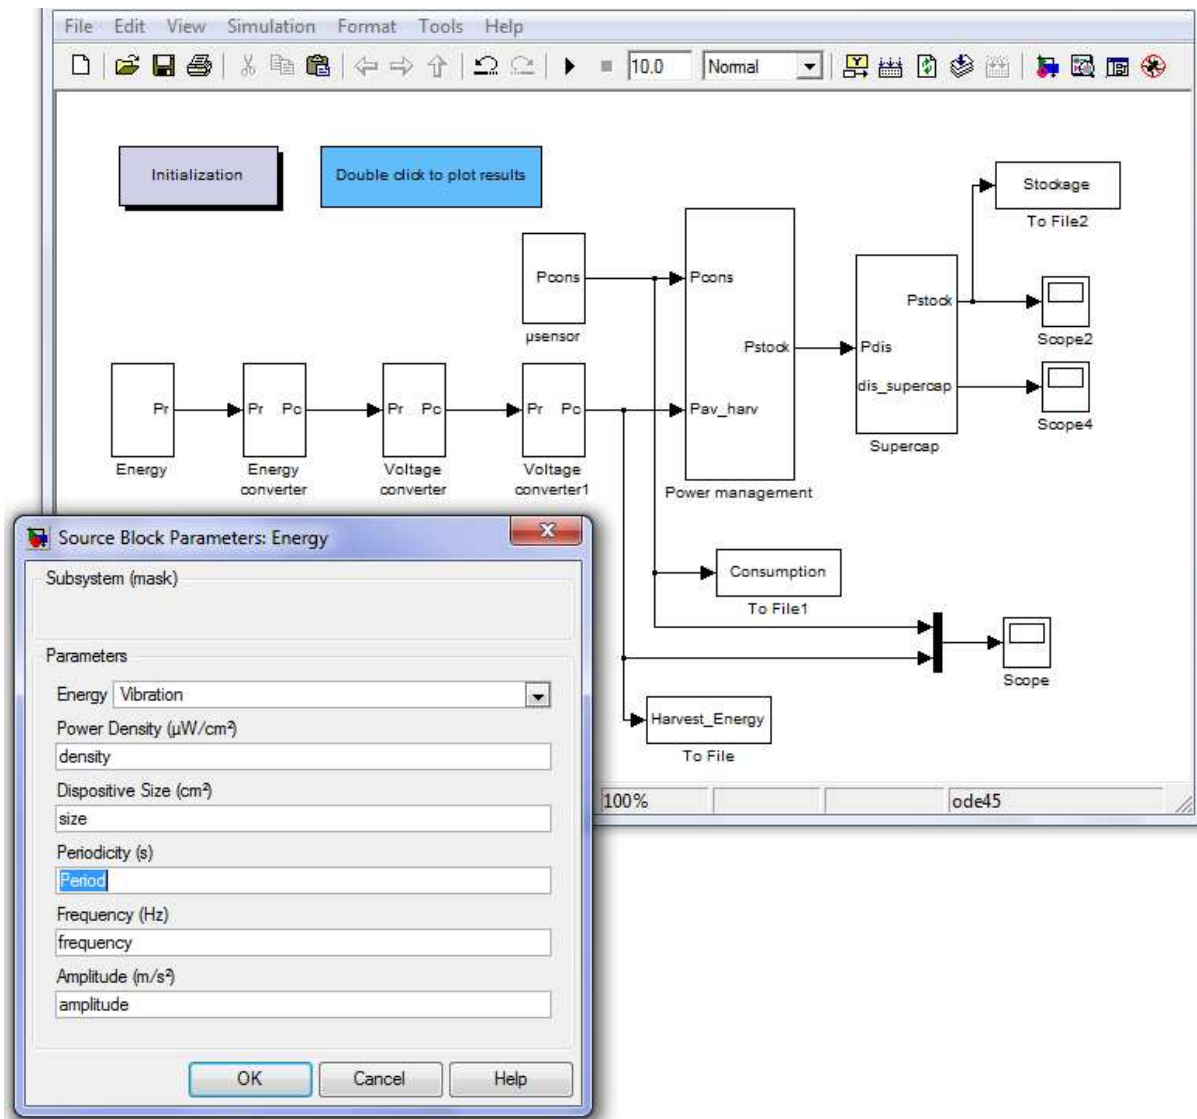 File Edit View Simulation Format Tools Help
10.0 Normal
Initialization
Double click to plot results
Stockage
To File2
Pcons
µsensor
Pcons
Pstock
Pav_harv
Power management
Pstock
Pdis
dis_supercap
Supercap
Scope2
Scope4
Pr
Energy
Pr Pc
Energy
converter
Pr Pc
Voltage
converter
Pr Pc
Voltage
converter1
Consumption
To File1
Scope
Harvest_Energy
To File
100% ode45
Source Block Parameters: Energy
Subsystem (mask)
Parameters
Energy Vibration
Power Density (µW/cm²)
density
Dispositive Size (cm²)
size
Periodicity (s)
Period
Frequency (Hz)
frequency
Amplitude (m/s²)
amplitude
OK Cancel Help